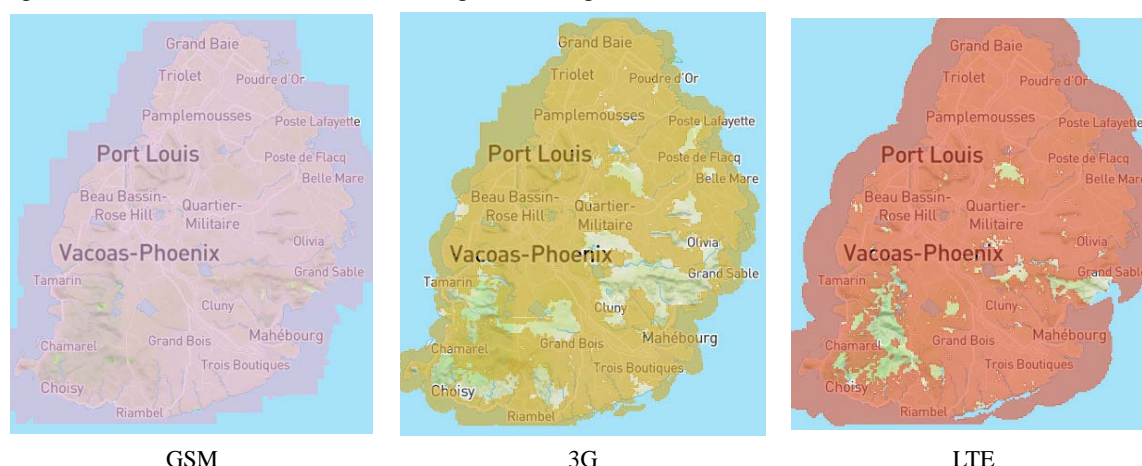 Grand Baie
Triolet
Poudre d'Or
Pamplemousses
Poste Lafayette
Port Louis
Poste de Flacq
Belle Mare
Beau Bassin-
Rose Hill
Quartier-
Militaire
Vacoas-Phoenix
Olivia
Grand Sable
Tamarin
Cluny
Mahébourg
Chamarel
Grand Bois
Trois Boutiques
Choisy
Riambel
GSM
Grand Baie
Triolet
Poudre d'Or
Pamplemousses
Poste Lafayette
Port Louis
Poste de Flacq
Belle Mare
Beau Bassin-
Rose Hill
Quartier-
Militaire
Vacoas-Phoenix
Olivia
Grand Sable
Tamarin
Cluny
Mahébourg
Chamarel
Grand Bois
Trois Boutiques
Choisy
Riambel
3G
Grand Baie
Triolet
Poudre d'Or
Pamplemousses
Poste Lafayette
Port Louis
Poste de Flacq
Belle Mare
Beau Bassin-
Rose Hill
Quartier-
Militaire
Vacoas-Phoenix
Olivia
Grand Sable
Tamarin
Cluny
Mahébourg
Chamarel
Grand Bois
Trois Boutiques
Choisy
Riambel
LTE